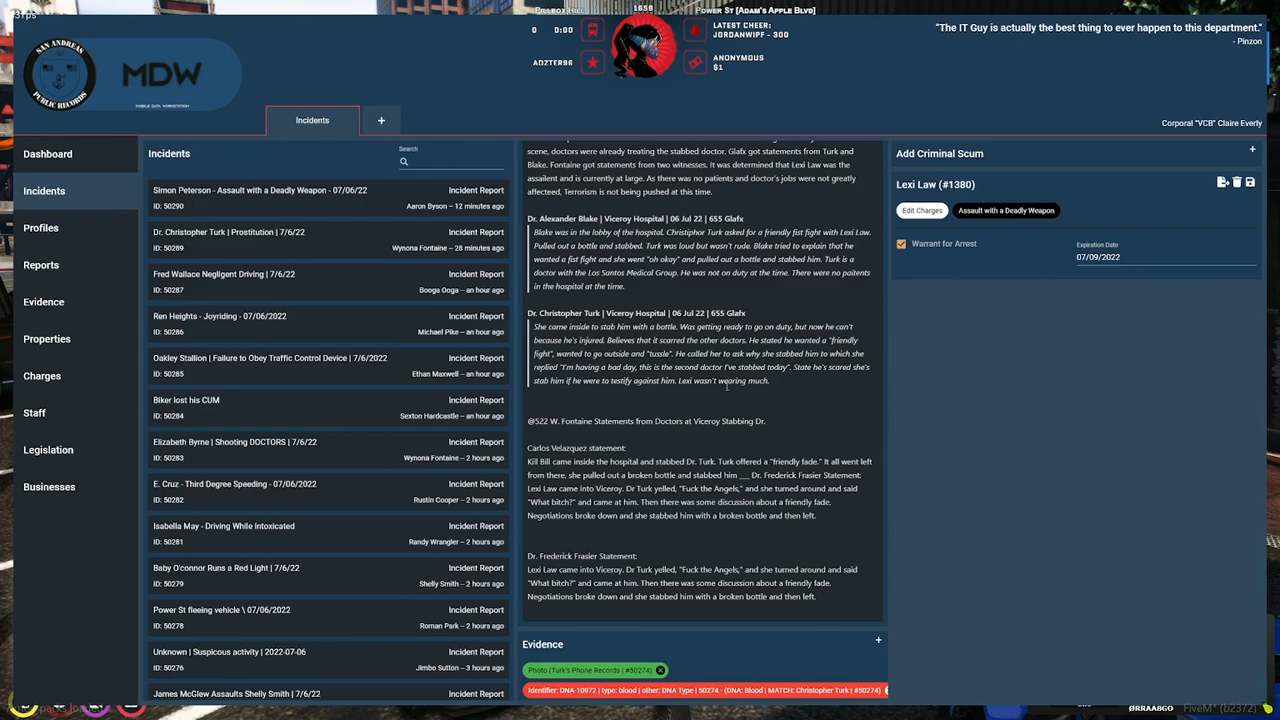 PILLBOX HILL
1658
Power St [Adam's Apple Blvd]
0 0:00
LATEST CHEER:
JORDANWIPF - 300
ADZTER96
ANONYMOUS
$1
"The IT Guy is actually the best thing to ever happen to this department."
- Pinzon
SAN ANDREAS
PUBLIC RECORDS
MDW
MOBILE DATA WORKSTATION
Incidents
+
Corporal "VCB" Claire Everly
Dashboard
Incidents
Profiles
Reports
Evidence
Properties
Charges
Staff
Legislation
Businesses
Incidents
Search
Simon Peterson - Assault with a Deadly Weapon - 07/06/22 Incident Report
ID: 50290 Aaron Byson – 12 minutes ago
Dr. Christopher Turk | Prostitution | 7/6/22 Incident Report
ID: 50289 Wynona Fontaine – 28 minutes ago
Fred Wallace Negligent Driving | 7/6/22 Incident Report
ID: 50287 Booga Ooga – an hour ago
Ren Heights - Joyriding - 07/06/2022 Incident Report
ID: 50286 Michael Pike – an hour ago
Oakley Stallion | Failure to Obey Traffic Control Device | 7/6/2022 Incident Report
ID: 50285 Ethan Maxwell – an hour ago
Biker lost his CUM Incident Report
ID: 50284 Sexton Hardcastle – an hour ago
Elizabeth Byrne | Shooting DOCTORS | 7/6/22 Incident Report
ID: 50283 Wynona Fontaine – 2 hours ago
E. Cruz - Third Degree Speeding - 07/06/22 Incident Report
ID: 50282 Rustin Cooper – 2 hours ago
Isabella May - Driving While Intoxicated Incident Report
ID: 50281 Randy Wrangler – 2 hours ago
Baby O'connor Runs a Red Light | 7/6/22 Incident Report
ID: 50279 Shelly Smith – 2 hours ago
Power St fleeing vehicle \ 07/06/2022 Incident Report
ID: 50278 Roman Park – 2 hours ago
Unknown | Suspicious activity | 2022-07-06 Incident Report
ID: 50276 Jimbo Sutton – 3 hours ago
James McGlew Assaults Shelly Smith | 7/6/22 Incident Report
scene, doctors were already treating the stabbed doctor. Glafx got statements from Turk and
Blake. Fontaine got statements from two witnesses. It was determined that Lexi Law was the
assailent and is currently at large. As there was no patients and doctor's jobs were not greatly
affecteed, Terrorism is not being pushed at this time.
Dr. Alexander Blake | Viceroy Hospital | 06 Jul 22 | 655 Glafx
Blake was in the lobby of the hospital. Christiphor Turk asked for a friendly fist fight with Lexi Law.
Pulled out a bottle and stabbed. Turk was loud but wasn't rude. Blake tried to explain that he
wanted a fist fight and she went "oh okay" and pulled out a bottle and stabbed him. Turk is a
doctor with the Los Santos Medical Group. He was not on duty at the time. There were no paitents
in the hospital at the time.
Dr. Christopher Turk | Viceroy Hospital | 06 Jul 22 | 655 Glafx
She came inside to stab him with a bottle. Was getting ready to go on duty, but now he can't
because he's injured. Believes that it scarred the other doctors. He stated he wanted a "friendly
fight", wanted to go outside and "tussle". He called her to ask why she stabbed him to which she
replied "I'm having a bad day, this is the second doctor I've stabbed today". State he's scared she's
stab him if he were to testify against him. Lexi wasn't wearing much.
@522 W. Fontaine Statements from Doctors at Viceroy Stabbing Dr.
Carlos Velazquez statement:
Kill Bill came inside the hospital and stabbed Dr. Turk. Turk offered a "friendly fade." It all went left
from there, she pulled out a broken bottle and stabbed him ___ Dr. Frederick Frasier Statement:
Lexi Law came into Viceroy. Dr Turk yelled, "Fuck the Angels," and she turned around and said
"What bitch?" and came at him. Then there was some discussion about a friendly fade.
Negotiations broke down and she stabbed him with a broken bottle and then left.
Dr. Frederick Frasier Statement:
Lexi Law came into Viceroy. Dr Turk yelled, "Fuck the Angels," and she turned around and said
"What bitch?" and came at him. Then there was some discussion about a friendly fade.
Negotiations broke down and she stabbed him with a broken bottle and then left.
Evidence +
Photo (Turk's Phone Records | #50274)
Identifier: DNA-10972 | type: blood | other: DNA Type | 50274 - (DNA: Blood | MATCH: Christopher Turk | #50274)
Add Criminal Scum +
Lexi Law (#1380)
Edit Charges Assault with a Deadly Weapon
Warrant for Arrest
Expiration Date
07/09/2022
ØRRAABGO
FiveM* (b2372)